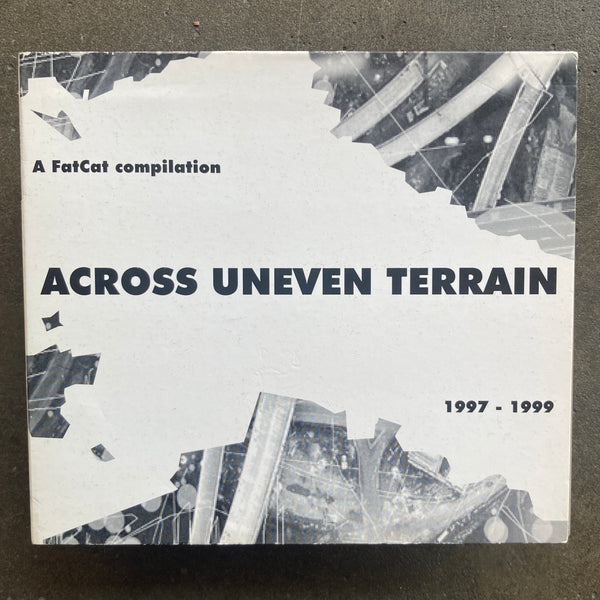 A FatCat compilation
ACROSS UNEVEN TERRAIN
1997 - 1999